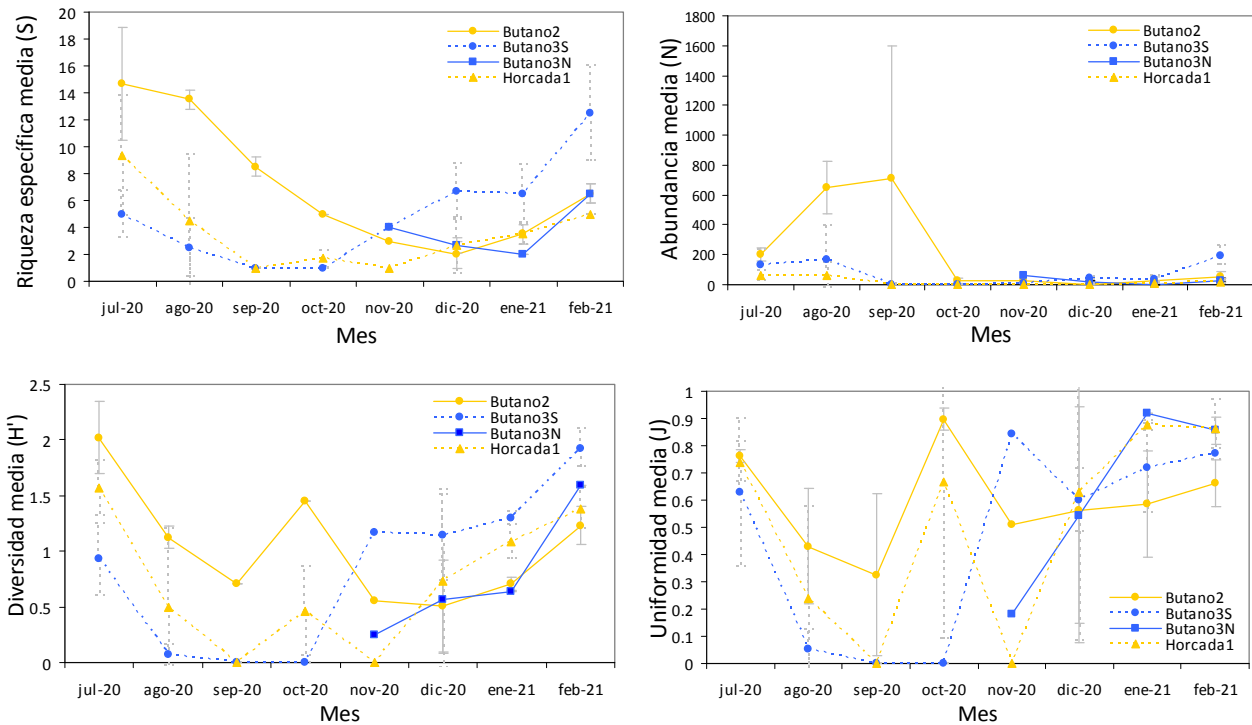 Riqueza específica media (S)
20
18
16
14
12
10
8
6
4
2
0
Butano2
Butano3S
Butano3N
Horcada1
jul-20 ago-20 sep-20 oct-20 nov-20 dic-20 ene-21 feb-21
Mes
Abundancia media (N)
1800
1600
1400
1200
1000
800
600
400
200
0
Butano2
Butano3S
Butano3N
Horcada1
jul-20 ago-20 sep-20 oct-20 nov-20 dic-20 ene-21 feb-21
Mes
Diversidad media (H')
2.5
2
1.5
1
0.5
0
Butano2
Butano3S
Butano3N
Horcada1
jul-20 ago-20 sep-20 oct-20 nov-20 dic-20 ene-21 feb-21
Mes
Uniformidad media (J)
1
0.9
0.8
0.7
0.6
0.5
0.4
0.3
0.2
0.1
0
Butano2
Butano3S
Butano3N
Horcada1
jul-20 ago-20 sep-20 oct-20 nov-20 dic-20 ene-21 feb-21
Mes